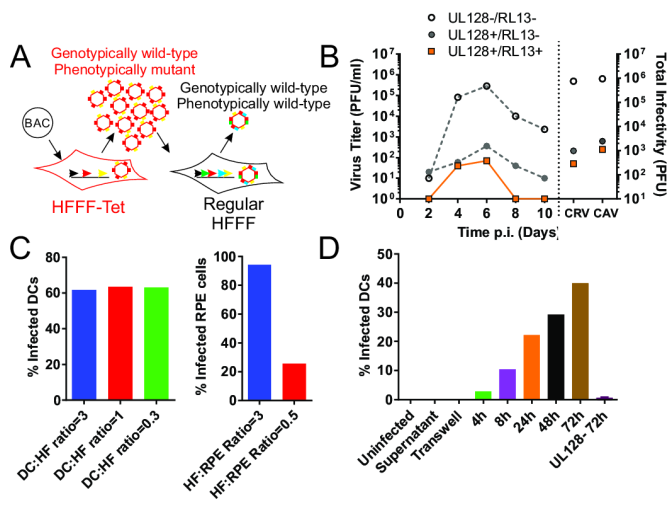 A
Genotypically wild-type
Phenotypically mutant
Genotypically wild-type
Phenotypically wild-type
BAC
HFFF-Tet
Regular
HFFF
B
UL128-/RL13-
UL128+/RL13-
UL128+/RL13+
Virus Titer (PFU/ml)
10⁷
10⁶
10⁵
10⁴
10³
10²
10¹
10⁰
0 2 4 6 8 10
Time p.i. (Days)
CRV CAV
10⁷
10⁶
10⁵
10⁴
10³
10²
10¹
Total Infectivity
(PFU)
C
% Infected DCs
80
60
40
20
0
DC:HF ratio=3
DC:HF ratio=1
DC:HF ratio=0.3
% Infected RPE cells
100
80
60
40
20
0
HF:RPE Ratio=3
HF:RPE Ratio=0.5
D
% Infected DCs
50
40
30
20
10
0
Uninfected
Supernatant
Transwell
4h
8h
24h
48h
72h
UL128- 72h